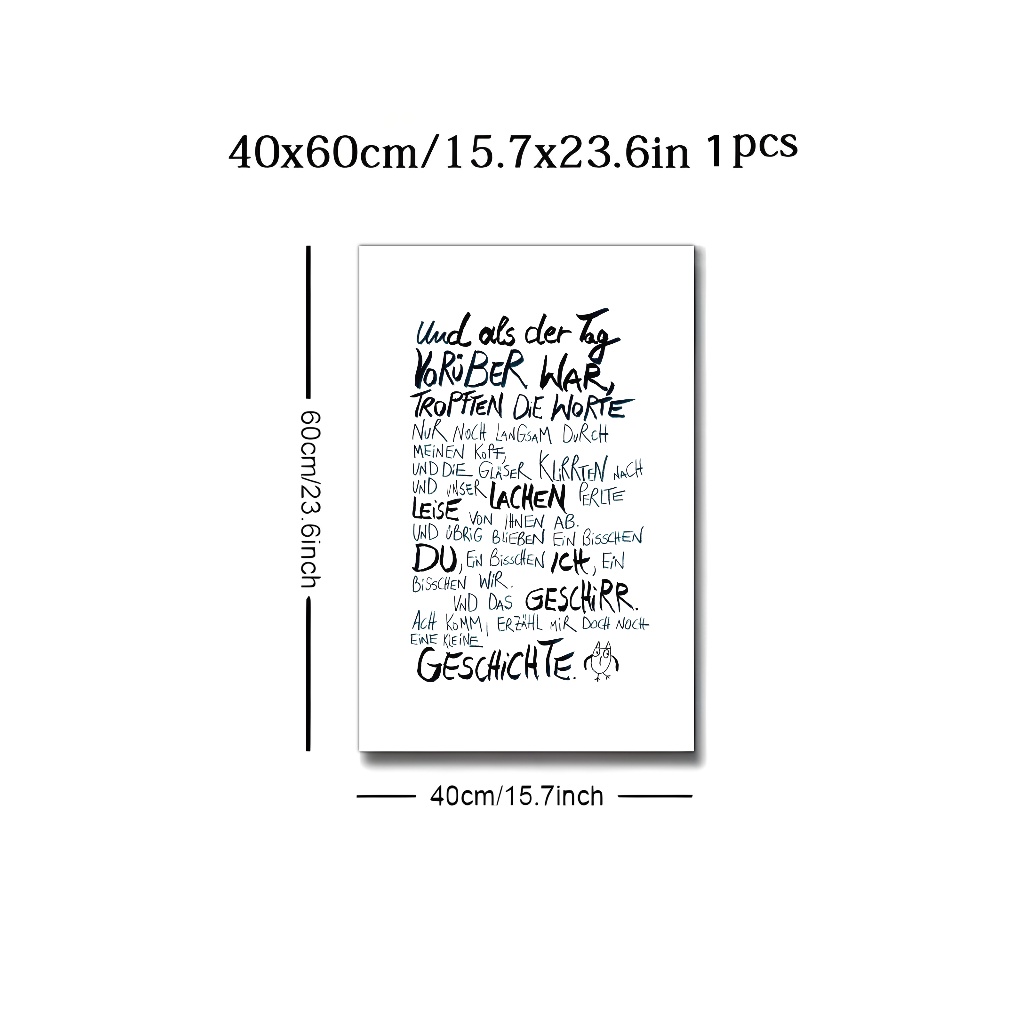 40x60cm/15.7x23.6in 1pcs
60cm/23.6inch
Und als der Tag
VORÜBER WAR,
TROPFTEN DIE WORTE
NUR NOCH LANGSAM DURCH
MEINEN KOPF,
UND DIE GLÄSER KLIRRTEN NACH
UND UNSER LACHEN PERLTE
LEISE VON IHNEN AB.
UND ÜBRIG BLIEBEN EIN BISSCHEN
DU, EIN BISSCHEN ICH, EIN
BISSCHEN WIR.
UND DAS GESCHIRR.
ACH KOMM, ERZÄHL MIR DOCH NOCH
EINE KLEINE
GESCHICHTE.
40cm/15.7inch